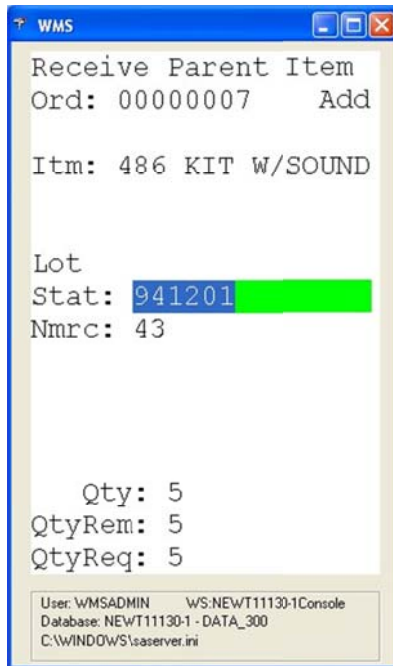 WMS
Receive Parent Item
Ord: 00000007 Add
Itm: 486 KIT W/SOUND
Lot
Stat: 941201
Nmrc: 43
Qty: 5
QtyRem: 5
QtyReq: 5
User: WMSADMIN WS:NEWT11130-1Console
Database: NEWT11130-1 - DATA_300
C:\WINDOWS\saserver.ini